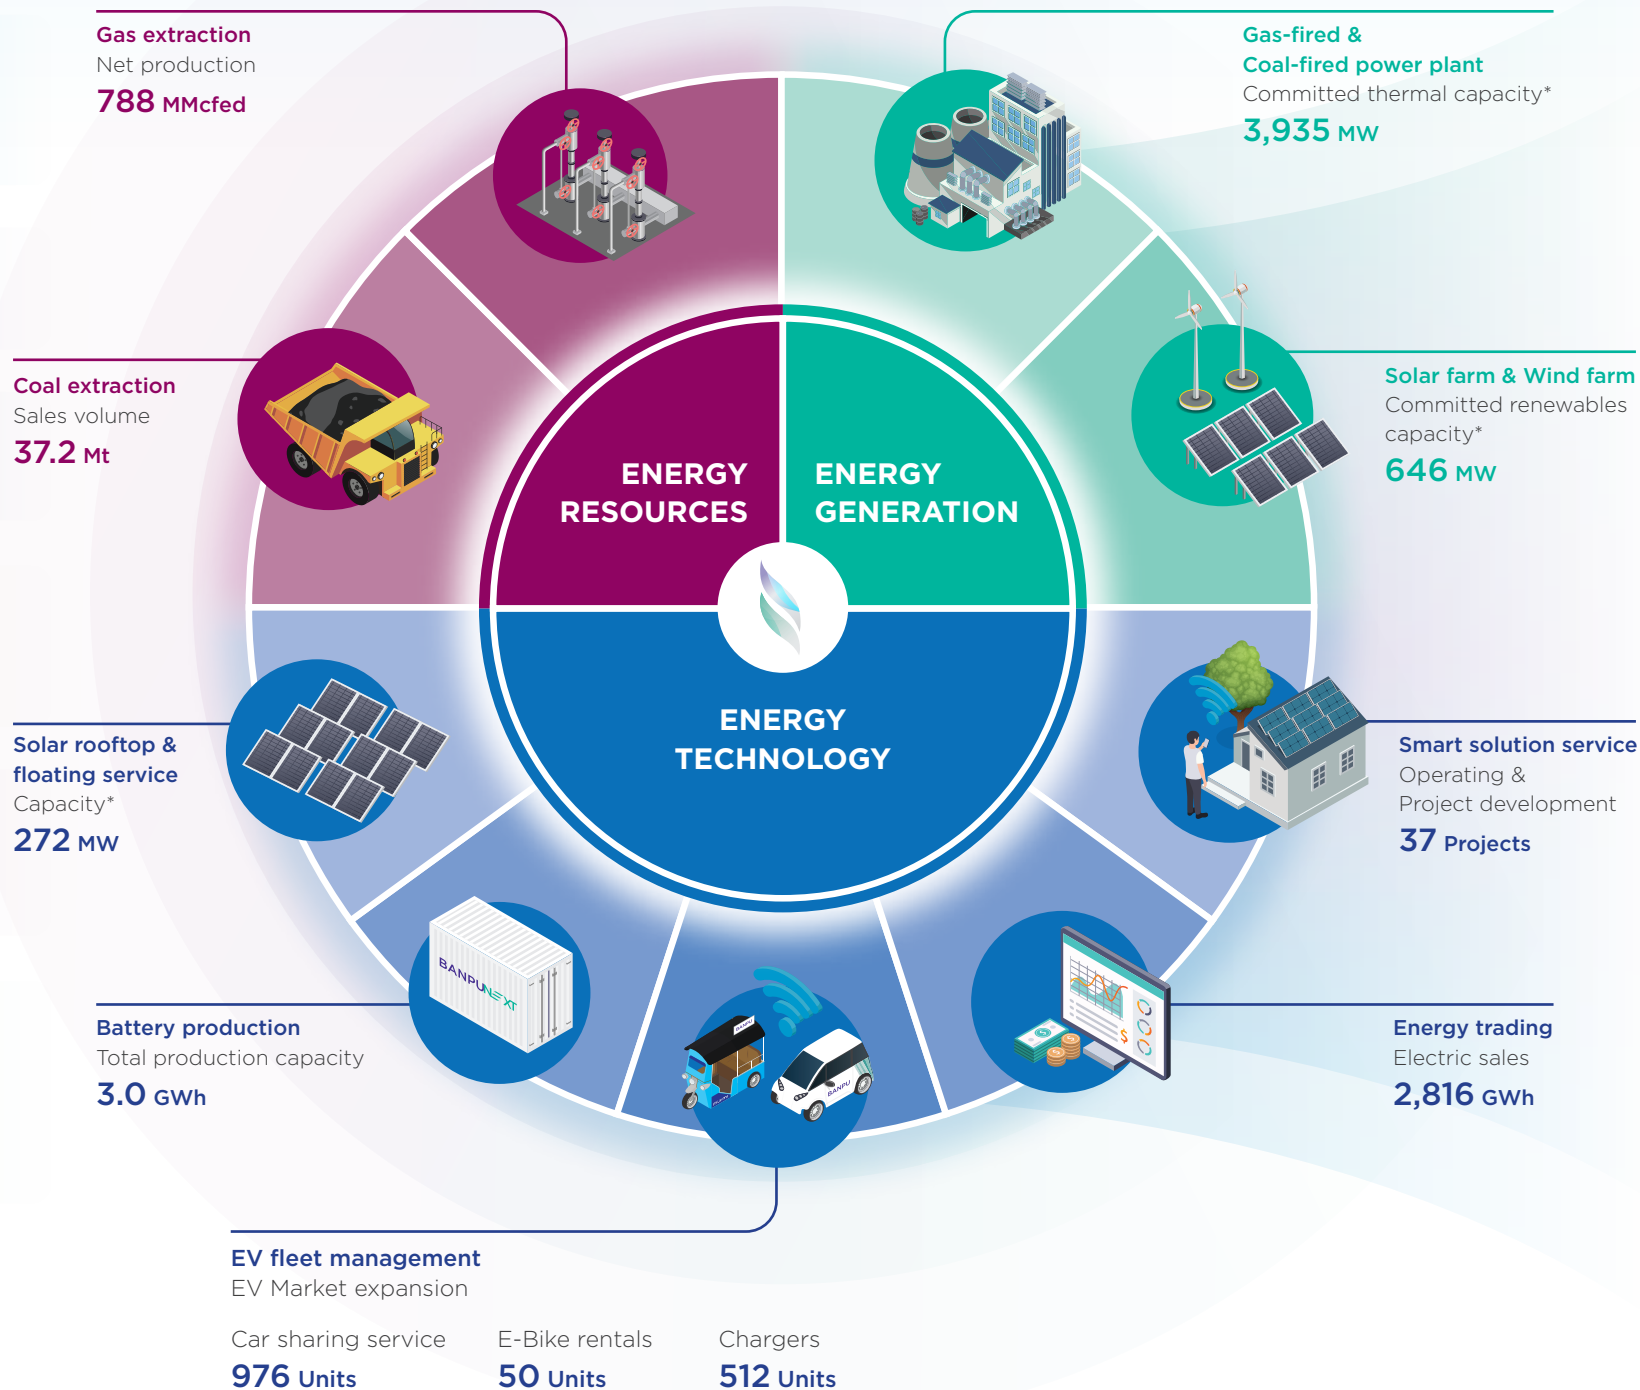 Gas extraction
Net production
788 MMcfed
Gas-fired &
Coal-fired power plant
Committed thermal capacity*
3,935 MW
Coal extraction
Sales volume
37.2 Mt
Solar farm & Wind farm
Committed renewables
capacity*
646 MW
ENERGY
RESOURCES
ENERGY
GENERATION
ENERGY
TECHNOLOGY
Solar rooftop &
floating service
Capacity*
272 MW
Smart solution service
Operating &
Project development
37 Projects
BANPU NEXT
Battery production
Total production capacity
3.0 GWh
BANPU
BANPU
Energy trading
Electric sales
2,816 GWh
EV fleet management
EV Market expansion
Car sharing service
976 Units
E-Bike rentals
50 Units
Chargers
512 Units